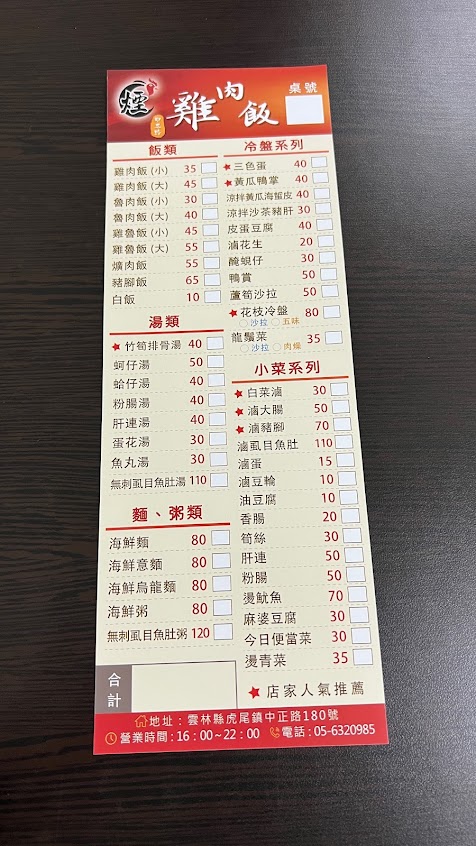 煙
雞肉飯
桌號
飯類
雞肉飯(小) 35
雞肉飯(大) 45
魯肉飯(小) 30
魯肉飯(大) 40
雞魯飯(小) 45
雞魯飯(大) 55
爌肉飯 55
豬腳飯 65
白飯 10
湯類
★竹筍排骨湯 40
蚵仔湯 50
蛤仔湯 40
粉腸湯 40
肝連湯 40
蛋花湯 30
魚丸湯 30
無刺虱目魚肚湯 110
麵、粥類
海鮮麵 80
海鮮意麵 80
海鮮烏龍麵 80
海鮮粥 80
無刺虱目魚肚粥 120
合計
冷盤系列
★三色蛋 40
★黃瓜鴨掌 40
涼拌黃瓜海蜇皮 40
涼拌沙茶豬肝 30
皮蛋豆腐 40
滷花生 20
醃蜆仔 30
鴨賞 50
蘆筍沙拉 50
★花枝冷盤 80
沙拉 五味
龍鬚菜 35
沙拉 肉燥
小菜系列
★白菜滷 30
★滷大腸 50
★滷豬腳 70
滷虱目魚肚 110
滷蛋 15
滷豆輪 10
油豆腐 10
香腸 20
筍絲 30
肝連 50
粉腸 50
燙魷魚 70
麻婆豆腐 30
今日便當菜 30
燙青菜 35
★店家人氣推薦
地址:雲林縣虎尾鎮中正路180號
營業時間:16:00~22:00 電話:05-6320985